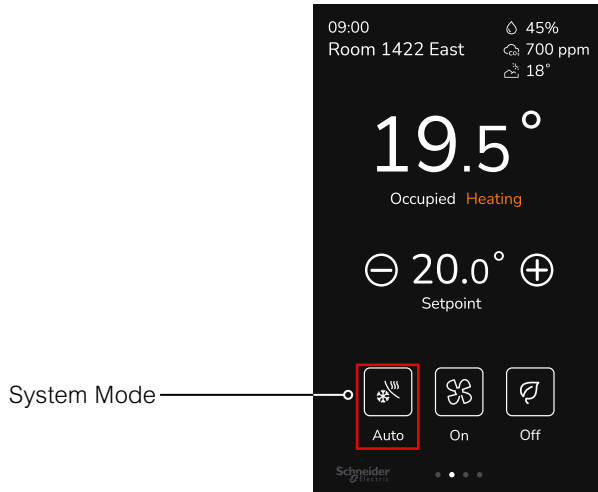 09:00
45%
Room 1422 East
700 ppm
CO2
18°
19.5°
Occupied Heating
20.0°
Setpoint
System Mode
Auto
On
Off
Schneider
Electric